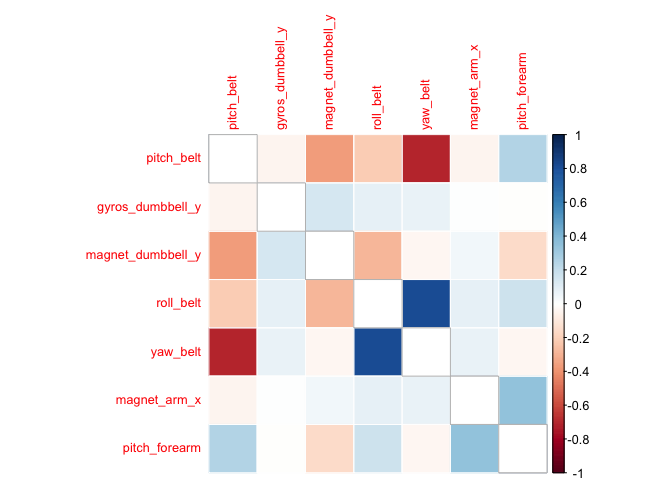 pitch_belt
gyros_dumbbell_y
magnet_dumbbell_y
roll_belt
yaw_belt
magnet_arm_x
pitch_forearm
pitch_belt
gyros_dumbbell_y
magnet_dumbbell_y
roll_belt
yaw_belt
magnet_arm_x
pitch_forearm
1
0.8
0.6
0.4
0.2
0
-0.2
-0.4
-0.6
-0.8
-1